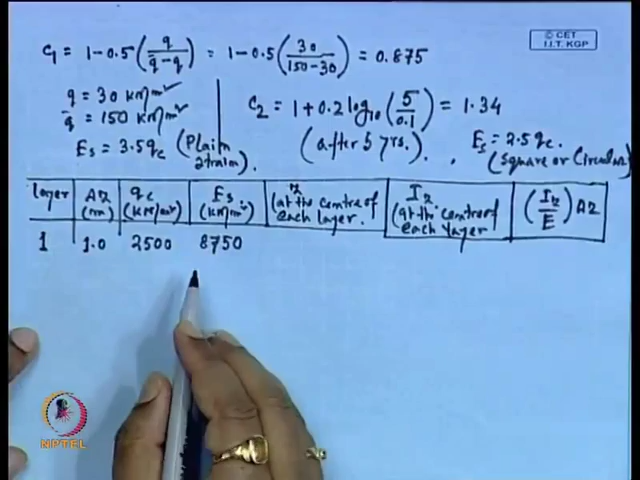 © CET
I.I.T. KGP
C1 = 1 - 0.5 (q / (q̄ - q)) = 1 - 0.5 (30 / (150 - 30)) = 0.875
q = 30 kN/m²
q̄ = 150 kN/m²
Es = 3.5 qc (Plain strain).
C2 = 1 + 0.2 log10 (5 / 0.1) = 1.34
(after 5 yrs.).
Es = 2.5 qc.
(Square or Circular)
layer | ΔZ (m) | qc (kN/m²) | Es (kN/m²) | z (at the centre of each layer. | Iz (at the centre of each layer | (Iz / E) ΔZ
1 | 1.0 | 2500 | 8750
NPTEL